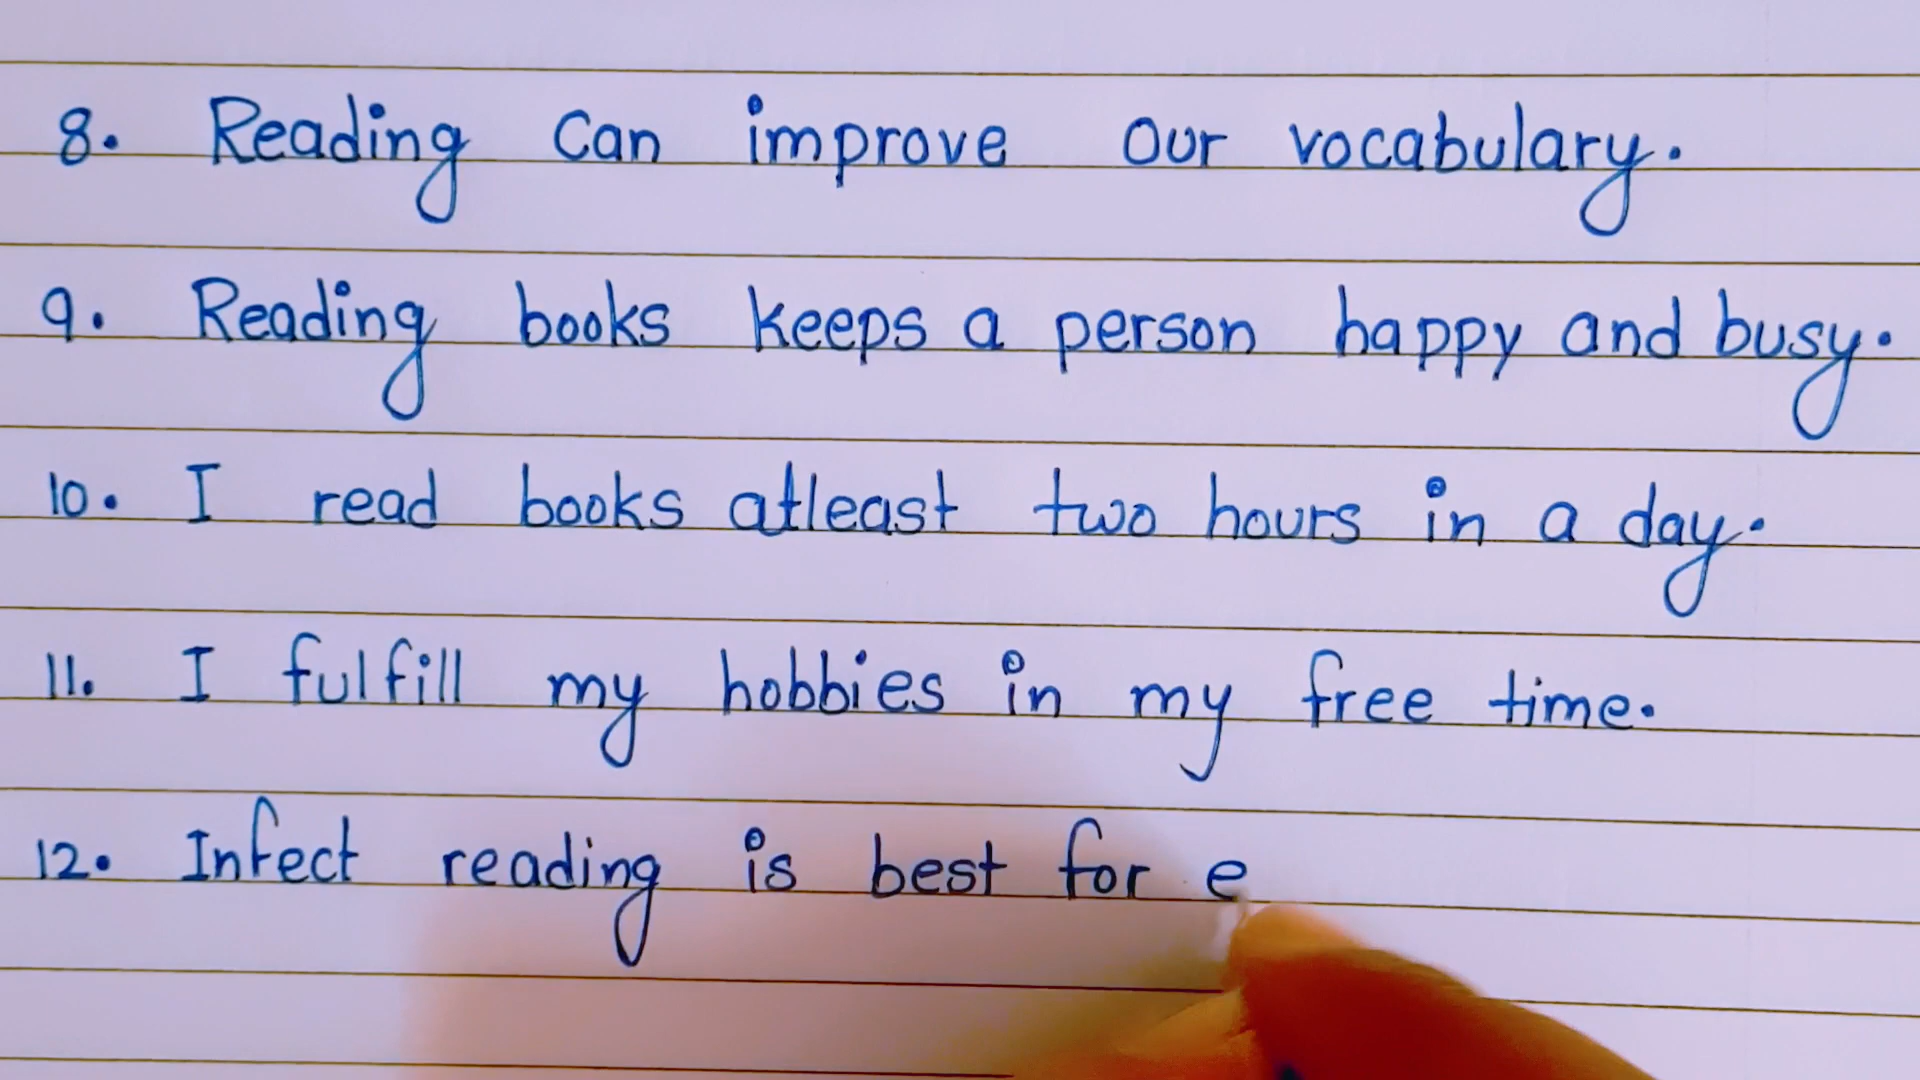 8. Reading Can improve Our vocabulary.
9. Reading books keeps a person happy and busy.
10. I read books atleast two hours in a day.
11. I fulfill my hobbies in my free time.
12. Infect reading is best for e